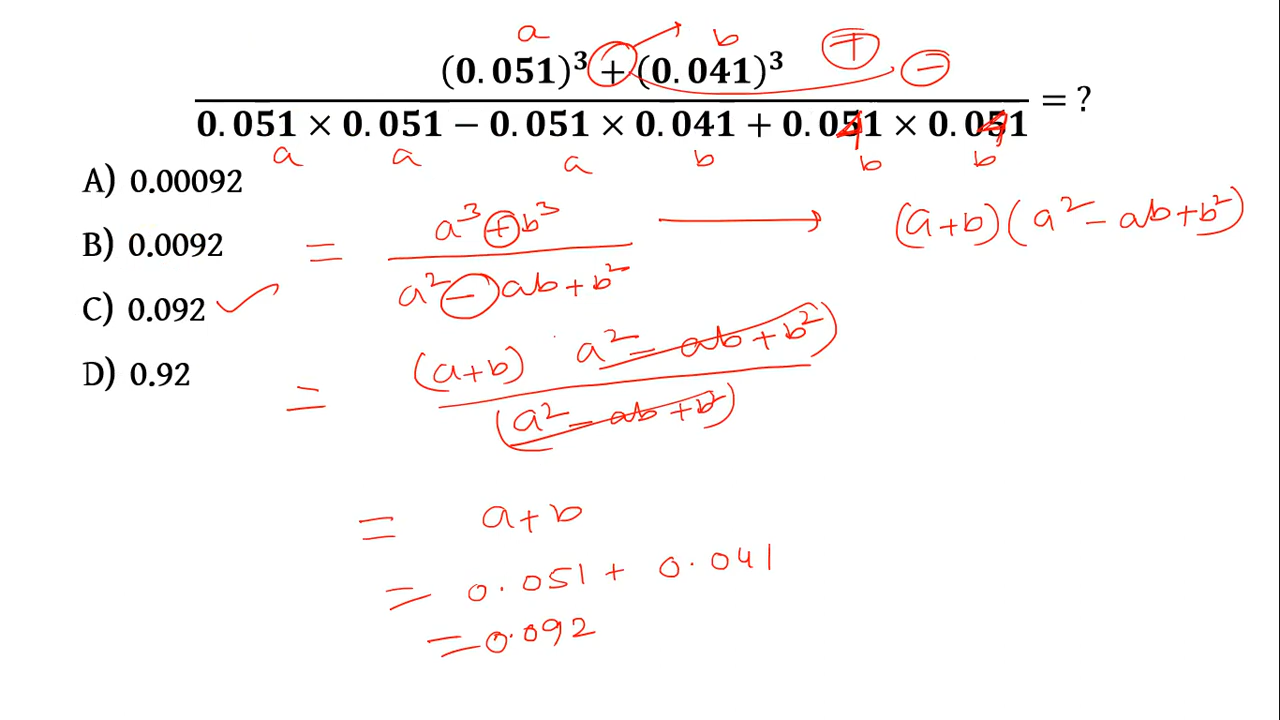 a b + −
(0.051)³ + (0.041)³
0.051 × 0.051 − 0.051 × 0.041 + 0.041 × 0.041 = ?
a a a b b b
A) 0.00092
B) 0.0092
C) 0.092 ✓
D) 0.92
= a³ + b³ / a² − ab + b² → (a+b)(a² − ab + b²)
= (a+b) a² − ab + b²) / (a² − ab + b²)
= a+b
= 0.051 + 0.041
= 0.092